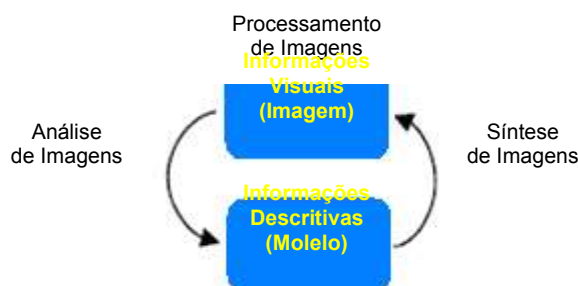 Processamento
de Imagens
Informações
Visuais
(Imagem)
Análise
de Imagens
Síntese
de Imagens
Informações
Descritivas
(Molelo)